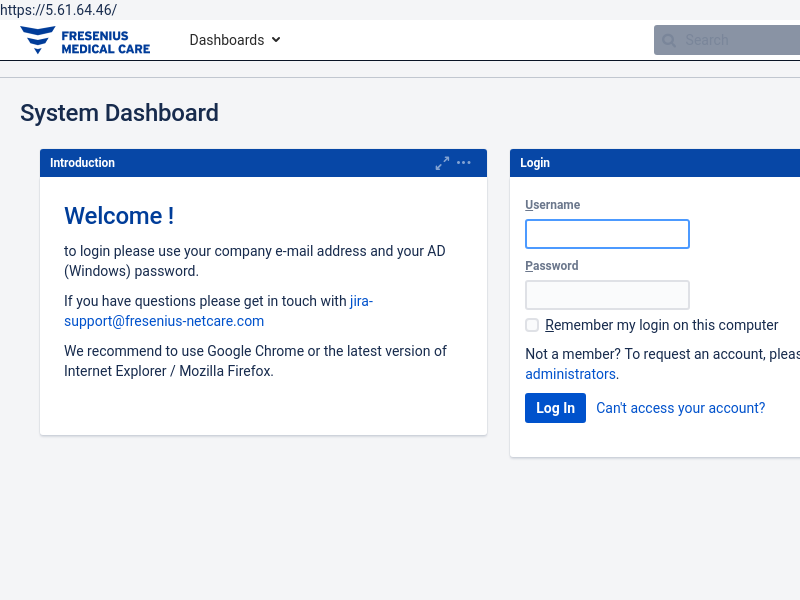 https://5.61.64.46/
FRESENIUS
MEDICAL CARE
Dashboards
Search
System Dashboard
Introduction
Welcome !
to login please use your company e-mail address and your AD
(Windows) password.
If you have questions please get in touch with jira-
support@fresenius-netcare.com
We recommend to use Google Chrome or the latest version of
Internet Explorer / Mozilla Firefox.
Login
Username
Password
Remember my login on this computer
Not a member? To request an account, pleas
administrators.
Log In
Can't access your account?